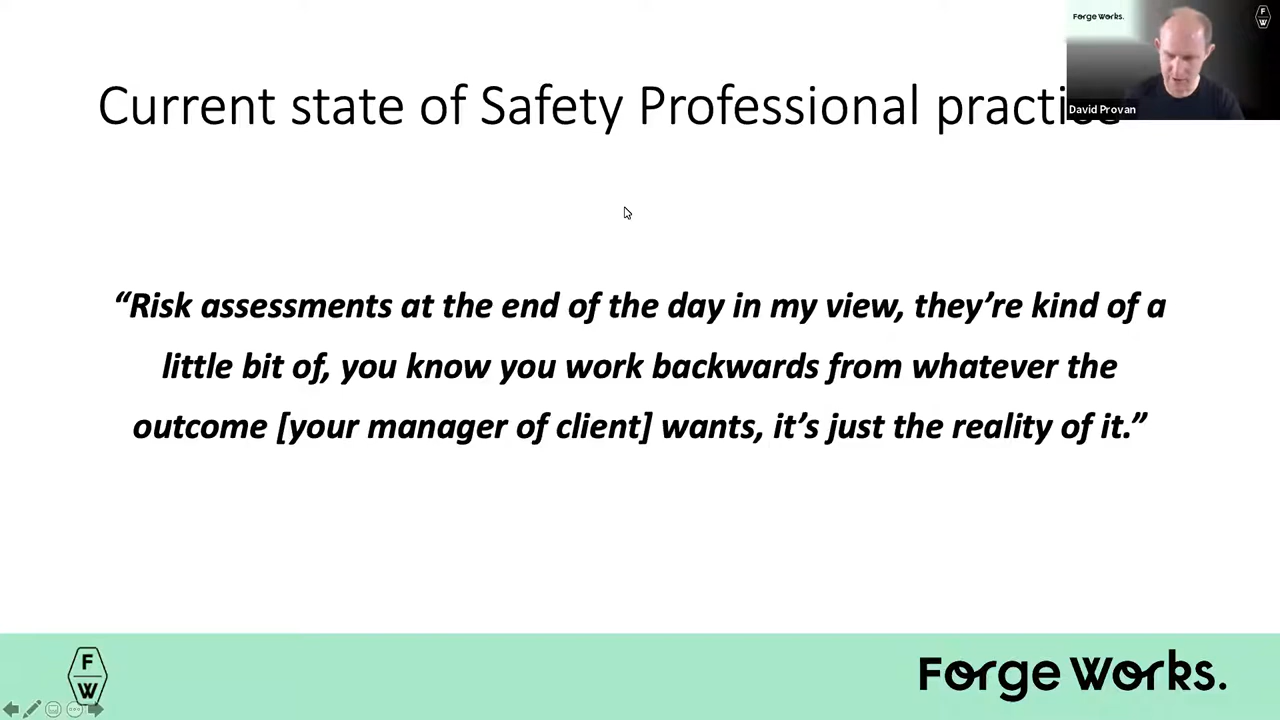 Forge Works.
F
W
David Provan
Current state of Safety Professional practice
“Risk assessments at the end of the day in my view, they’re kind of a
little bit of, you know you work backwards from whatever the
outcome [your manager of client] wants, it’s just the reality of it.”
F
W
Forge Works.